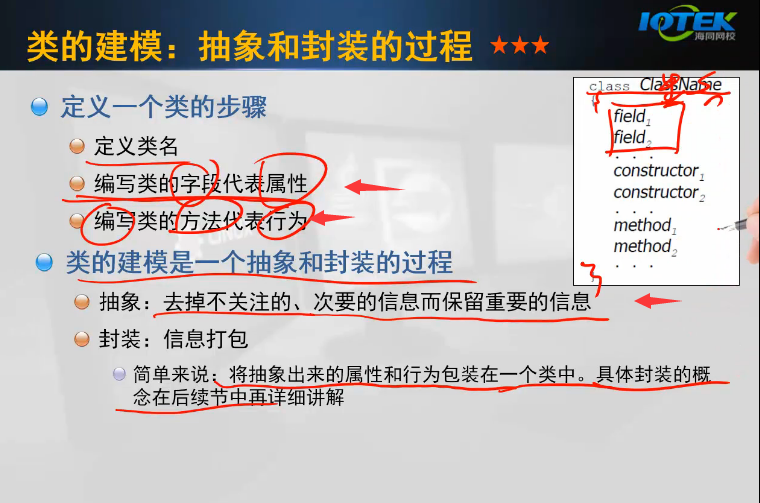 类的建模：抽象和封装的过程 ★★★
IOTEK
海同网校
定义一个类的步骤
定义类名
编写类的字段代表属性
编写类的方法代表行为
类的建模是一个抽象和封装的过程
抽象：去掉不关注的、次要的信息而保留重要的信息
封装：信息打包
简单来说：将抽象出来的属性和行为包装在一个类中。具体封装的概
念在后续节中再详细讲解
class ClassName
{
field1
field2
. . .
constructor1
constructor2
. . .
method1
method2
. . .
}